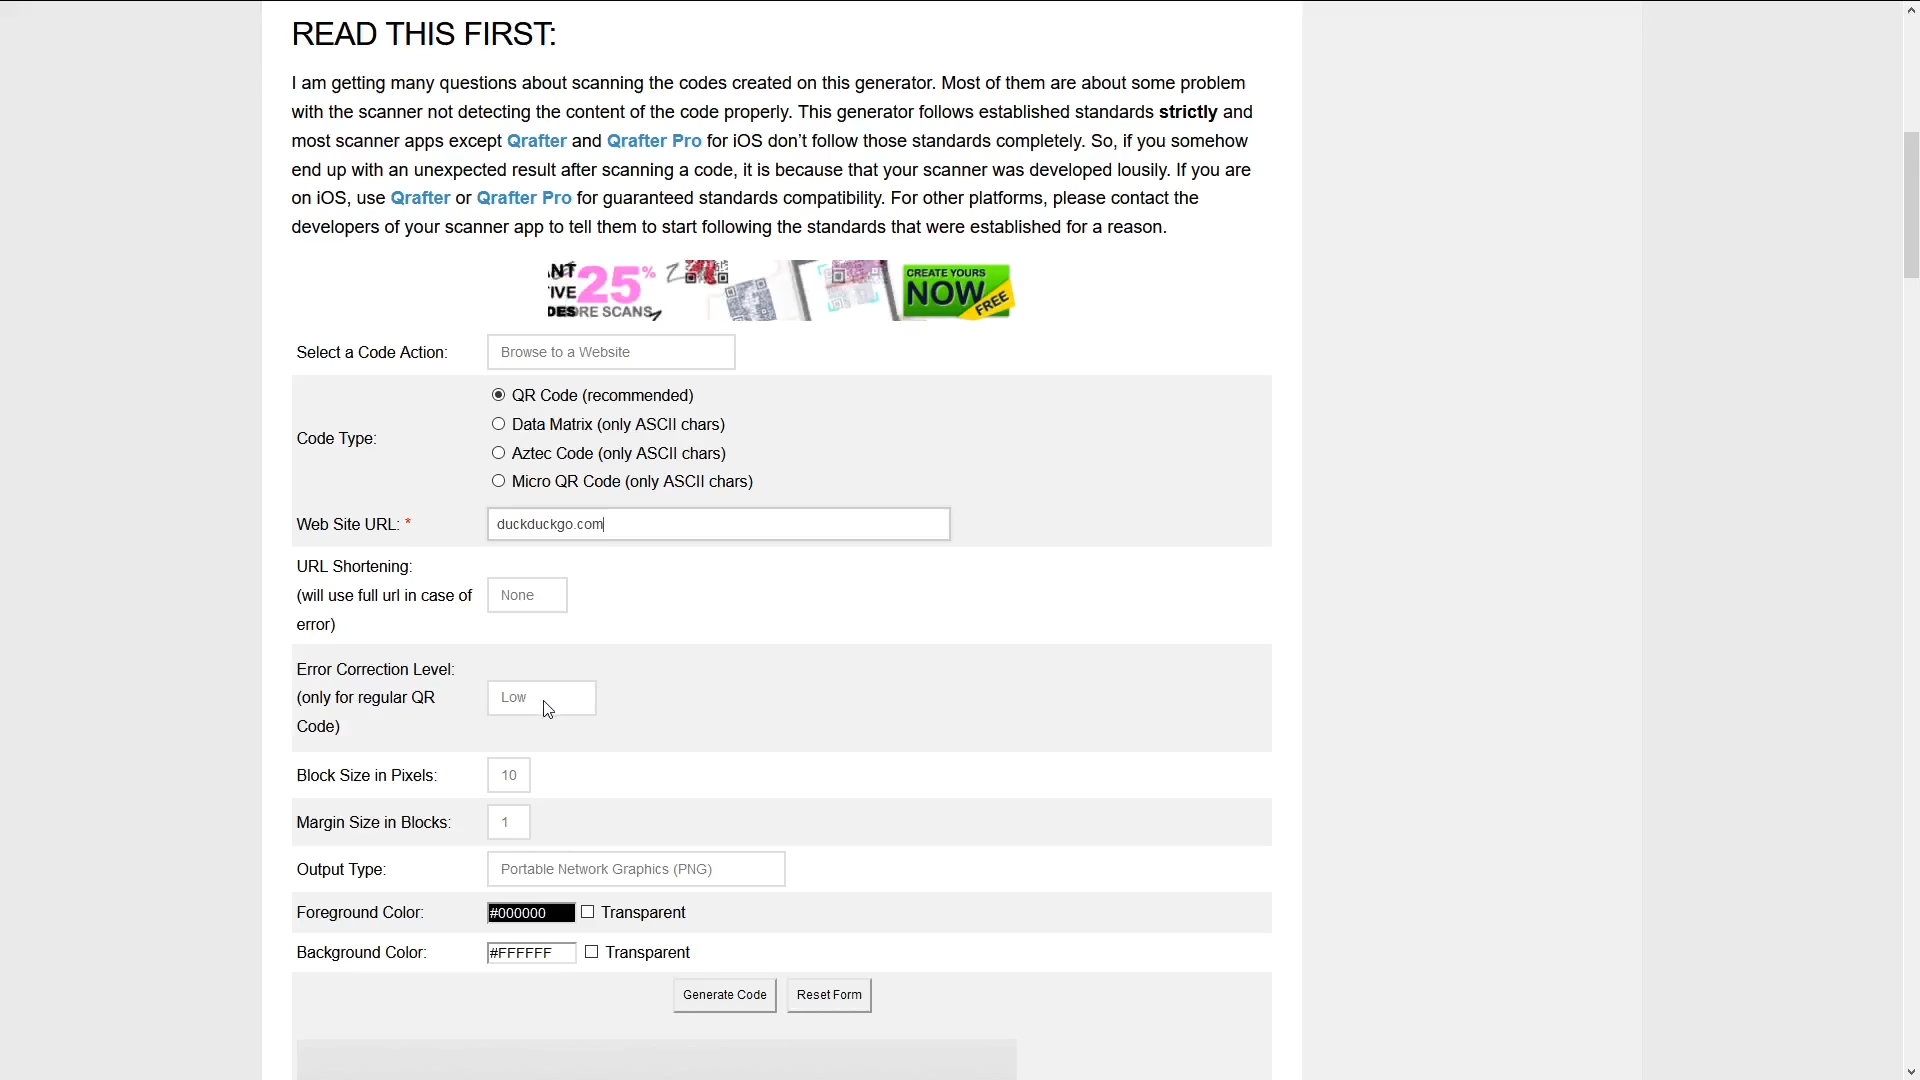 READ THIS FIRST:
I am getting many questions about scanning the codes created on this generator. Most of them are about some problem
with the scanner not detecting the content of the code properly. This generator follows established standards strictly and
most scanner apps except Qrafter and Qrafter Pro for iOS don't follow those standards completely. So, if you somehow
end up with an unexpected result after scanning a code, it is because that your scanner was developed lousily. If you are
on iOS, use Qrafter or Qrafter Pro for guaranteed standards compatibility. For other platforms, please contact the
developers of your scanner app to tell them to start following the standards that were established for a reason.
25%
RE SCANS
CREATE YOURS
NOW
FREE
Select a Code Action: Browse to a Website
QR Code (recommended)
Data Matrix (only ASCII chars)
Code Type:
Aztec Code (only ASCII chars)
Micro QR Code (only ASCII chars)
Web Site URL: * duckduckgo.com
URL Shortening:
(will use full url in case of None
error)
Error Correction Level:
(only for regular QR Low
Code)
Block Size in Pixels: 10
Margin Size in Blocks: 1
Output Type: Portable Network Graphics (PNG)
Foreground Color: #000000 Transparent
Background Color: #FFFFFF Transparent
Generate Code Reset Form